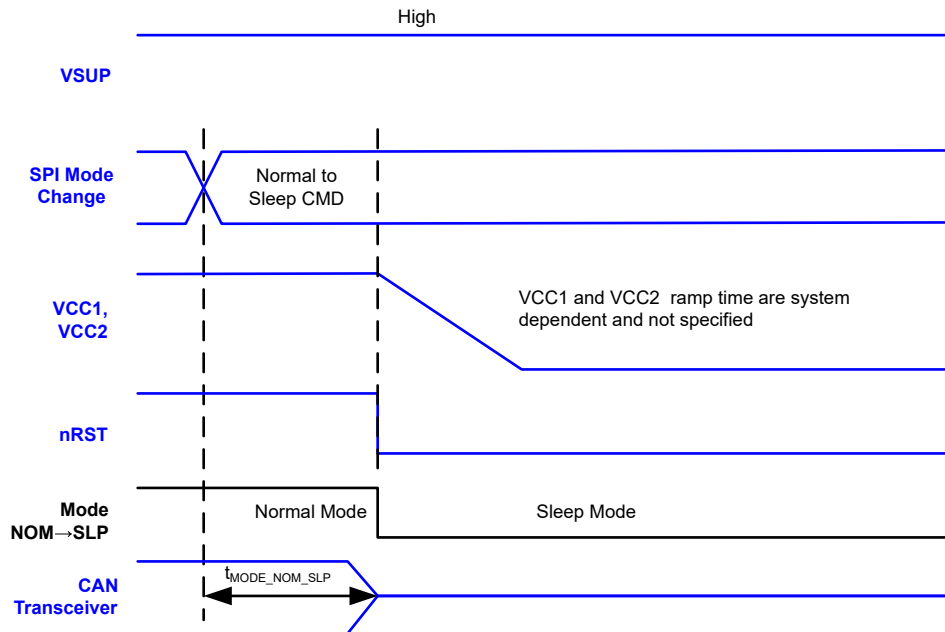 High
VSUP
SPI Mode
Change
Normal to
Sleep CMD
VCC1,
VCC2
VCC1 and VCC2 ramp time are system
dependent and not specified
nRST
Mode
NOM→SLP
Normal Mode
Sleep Mode
CAN
Transceiver
tMODE_NOM_SLP